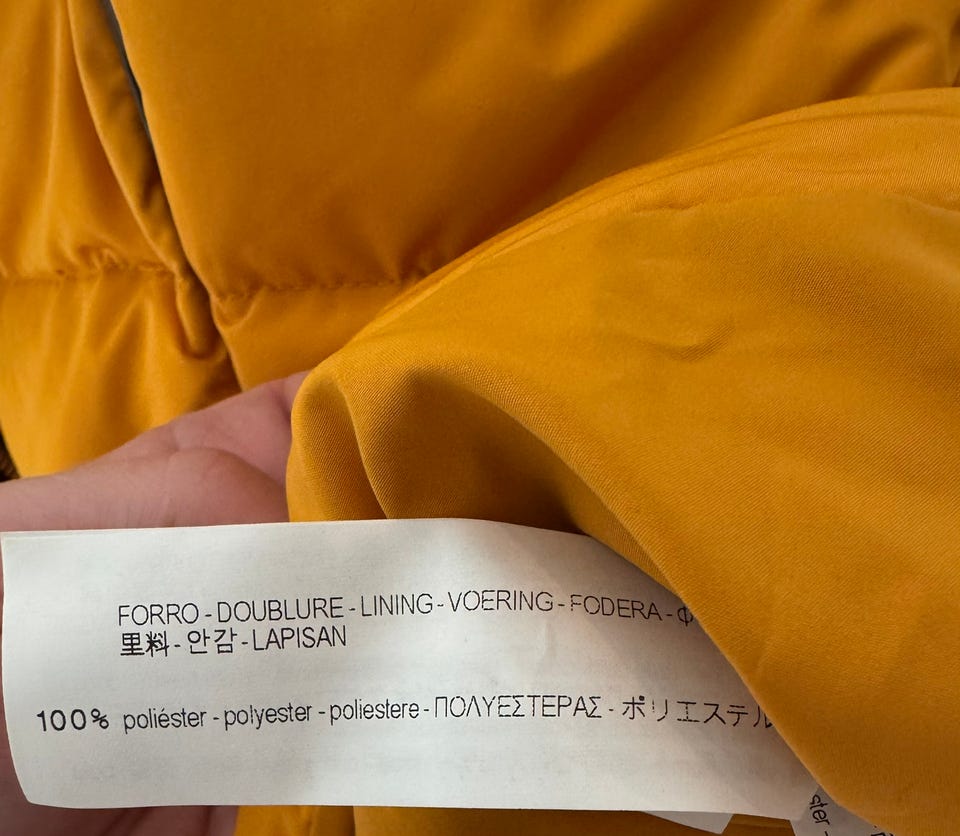 FORRO - DOUBLURE - LINING - VOERING - FODERA - Φ
里料 - 안감 - LAPISAN
100% poliéster - polyester - poliestere - ΠΟΛΥΕΣΤΕΡΑΣ - ポリエステル